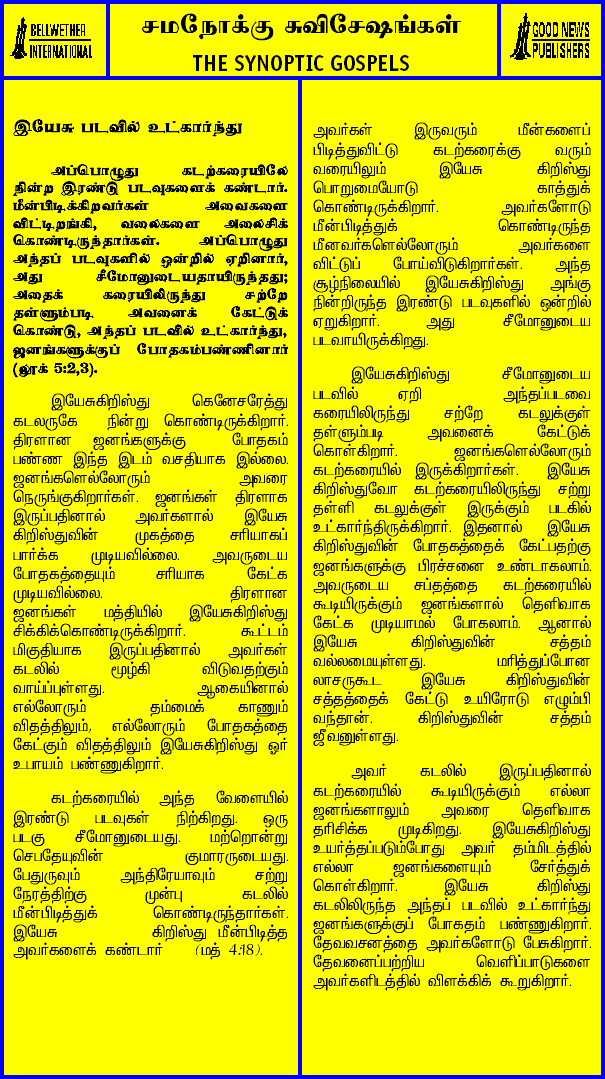 BELLWETHER
INTERNATIONAL
சமநோக்கு சுவிசேஷங்கள்
THE SYNOPTIC GOSPELS
GOOD NEWS
PUBLISHERS
இயேசு படவில் உட்கார்ந்து
அப்பொழுது கடற்கரையிலே
நின்ற இரண்டு படவுகளைக் கண்டார்.
மீன்பிடிக்கிறவர்கள் அவைகளை
விட்டிறங்கி, வலைகளை அலைசிக்
கொண்டிருந்தார்கள். அப்பொழுது
அந்தப் படவுகளில் ஒன்றில் ஏறினார்,
அது சீமோனுடையதாயிருந்தது;
அதைக் கரையிலிருந்து சற்றே
தள்ளும்படி அவனைக் கேட்டுக்
கொண்டு, அந்தப் படவில் உட்கார்ந்து,
ஜனங்களுக்குப் போதகம்பண்ணினார்
(லூக் 5:2,3).
இயேசுகிறிஸ்து கெனேசரேத்து
கடலருகே நின்று கொண்டிருக்கிறார்.
திரளான ஜனங்களுக்கு போதகம்
பண்ண இந்த இடம் வசதியாக இல்லை.
ஜனங்களெல்லோரும் அவரை
நெருங்குகிறார்கள். ஜனங்கள் திரளாக
இருப்பதினால் அவர்களால் இயேசு
கிறிஸ்துவின் முகத்தை சரியாகப்
பார்க்க முடியவில்லை. அவருடைய
போதகத்தையும் சரியாக கேட்க
முடியவில்லை. திரளான
ஜனங்கள் மத்தியில் இயேசுகிறிஸ்து
சிக்கிக்கொண்டிருக்கிறார். கூட்டம்
மிகுதியாக இருப்பதினால் அவர்கள்
கடலில் மூழ்கி விடுவதற்கும்
வாய்ப்புள்ளது. ஆகையினால்
எல்லோரும் தம்மைக் காணும்
விதத்திலும், எல்லோரும் போதகத்தை
கேட்கும் விதத்திலும் இயேசுகிறிஸ்து ஓர்
உபாயம் பண்ணுகிறார்.
கடற்கரையில் அந்த வேளையில்
இரண்டு படவுகள் நிற்கிறது. ஒரு
படகு சீமோனுடையது. மற்றொன்று
செபதேயுவின் குமாரருடையது.
பேதுருவும் அந்திரேயாவும் சற்று
நேரத்திற்கு முன்பு கடலில்
மீன்பிடித்துக் கொண்டிருந்தார்கள்.
இயேசு கிறிஸ்து மீன்பிடித்த
அவர்களைக் கண்டார் (மத் 4:18).
அவர்கள் இருவரும் மீன்களைப்
பிடித்துவிட்டு கடற்கரைக்கு வரும்
வரையிலும் இயேசு கிறிஸ்து
பொறுமையோடு காத்துக்
கொண்டிருக்கிறார். அவர்களோடு
மீன்பிடித்துக் கொண்டிருந்த
மீனவர்களெல்லோரும் அவர்களை
விட்டுப் போய்விடுகிறார்கள். அந்த
சூழ்நிலையில் இயேசுகிறிஸ்து அங்கு
நின்றிருந்த இரண்டு படவுகளில் ஒன்றில்
ஏறுகிறார். அது சீமோனுடைய
படவாயிருக்கிறது.
இயேசுகிறிஸ்து சீமோனுடைய
படவில் ஏறி அந்தப்படவை
கரையிலிருந்து சற்றே கடலுக்குள்
தள்ளும்படி அவனைக் கேட்டுக்
கொள்கிறார். ஜனங்களெல்லோரும்
கடற்கரையில் இருக்கிறார்கள். இயேசு
கிறிஸ்துவோ கடற்கரையிலிருந்து சற்று
தள்ளி கடலுக்குள் இருக்கும் படகில்
உட்கார்ந்திருக்கிறார். இதனால் இயேசு
கிறிஸ்துவின் போதகத்தைக் கேட்பதற்கு
ஜனங்களுக்கு பிரச்சனை உண்டாகலாம்.
அவருடைய சப்தத்தை கடற்கரையில்
கூடியிருக்கும் ஜனங்களால் தெளிவாக
கேட்க முடியாமல் போகலாம். ஆனால்
இயேசு கிறிஸ்துவின் சத்தம்
வல்லமையுள்ளது. மரித்துப்போன
லாசருகூட இயேசு கிறிஸ்துவின்
சத்தத்தைக் கேட்டு உயிரோடு எழும்பி
வந்தான். கிறிஸ்துவின் சத்தம்
ஜீவனுள்ளது.
அவர் கடலில் இருப்பதினால்
கடற்கரையில் கூடியிருக்கும் எல்லா
ஜனங்களாலும் அவரை தெளிவாக
தரிசிக்க முடிகிறது. இயேசுகிறிஸ்து
உயர்த்தப்படும்போது அவர் தம்மிடத்தில்
எல்லா ஜனங்களையும் சேர்த்துக்
கொள்கிறார். இயேசு கிறிஸ்து
கடலிலிருந்த அந்தப் படவில் உட்கார்ந்து
ஜனங்களுக்குப் போகதம் பண்ணுகிறார்.
தேவவசனத்தை அவர்களோடு பேசுகிறார்.
தேவனைப்பற்றிய வெளிப்பாடுகளை
அவர்களிடத்தில் விளக்கிக் கூறுகிறார்.